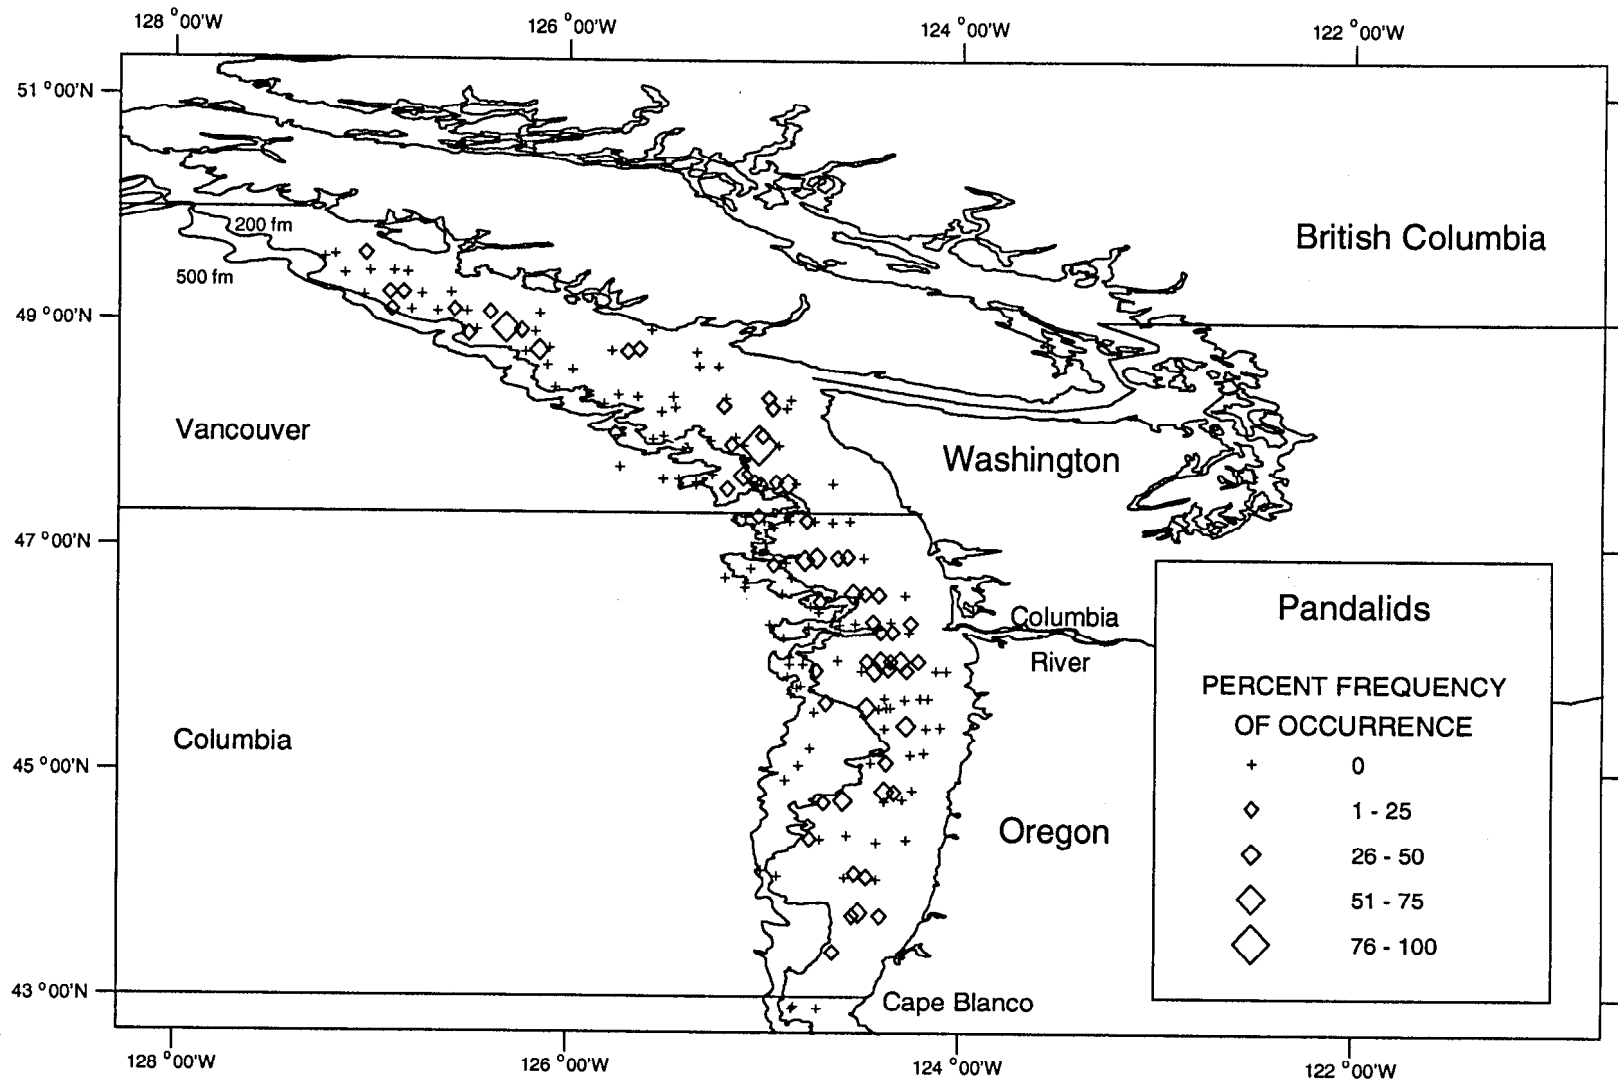 128 °00'W
126 °00'W
124 °00'W
122 °00'W
51 °00'N
200 fm
British Columbia
500 fm
49 °00'N
Vancouver
Washington
47 °00'N
Columbia
River
Pandalids
PERCENT FREQUENCY
OF OCCURRENCE
0
1 - 25
26 - 50
51 - 75
76 - 100
Columbia
45 °00'N
Oregon
43 °00'N
Cape Blanco
128 °00'W
126 °00'W
124 °00'W
122 °00'W